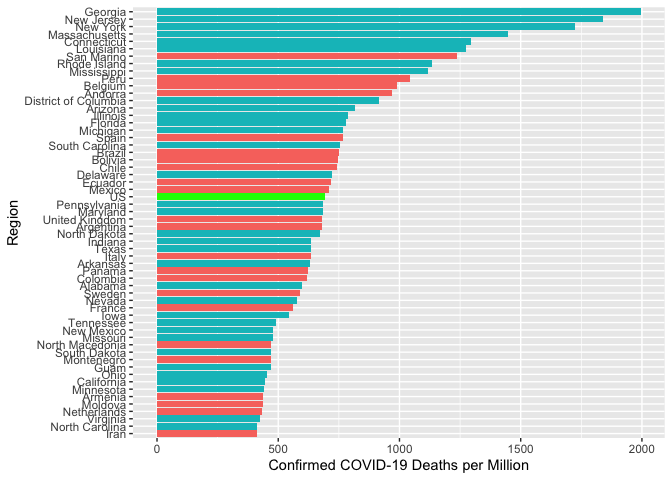 Georgia
New Jersey
New York
Massachusetts
Connecticut
Louisiana
San Marino
Rhode Island
Mississippi
Peru
Belgium
Andorra
District of Columbia
Arizona
Illinois
Florida
Michigan
Spain
South Carolina
Brazil
Bolivia
Chile
Delaware
Ecuador
Mexico
US
Pennsylvania
Maryland
United Kingdom
Argentina
North Dakota
Indiana
Texas
Italy
Arkansas
Panama
Colombia
Alabama
Sweden
Nevada
France
Iowa
Tennessee
New Mexico
Missouri
North Macedonia
South Dakota
Montenegro
Guam
Ohio
California
Minnesota
Armenia
Moldova
Netherlands
Virginia
North Carolina
Iran
Region
0 500 1000 1500 2000
Confirmed COVID-19 Deaths per Million